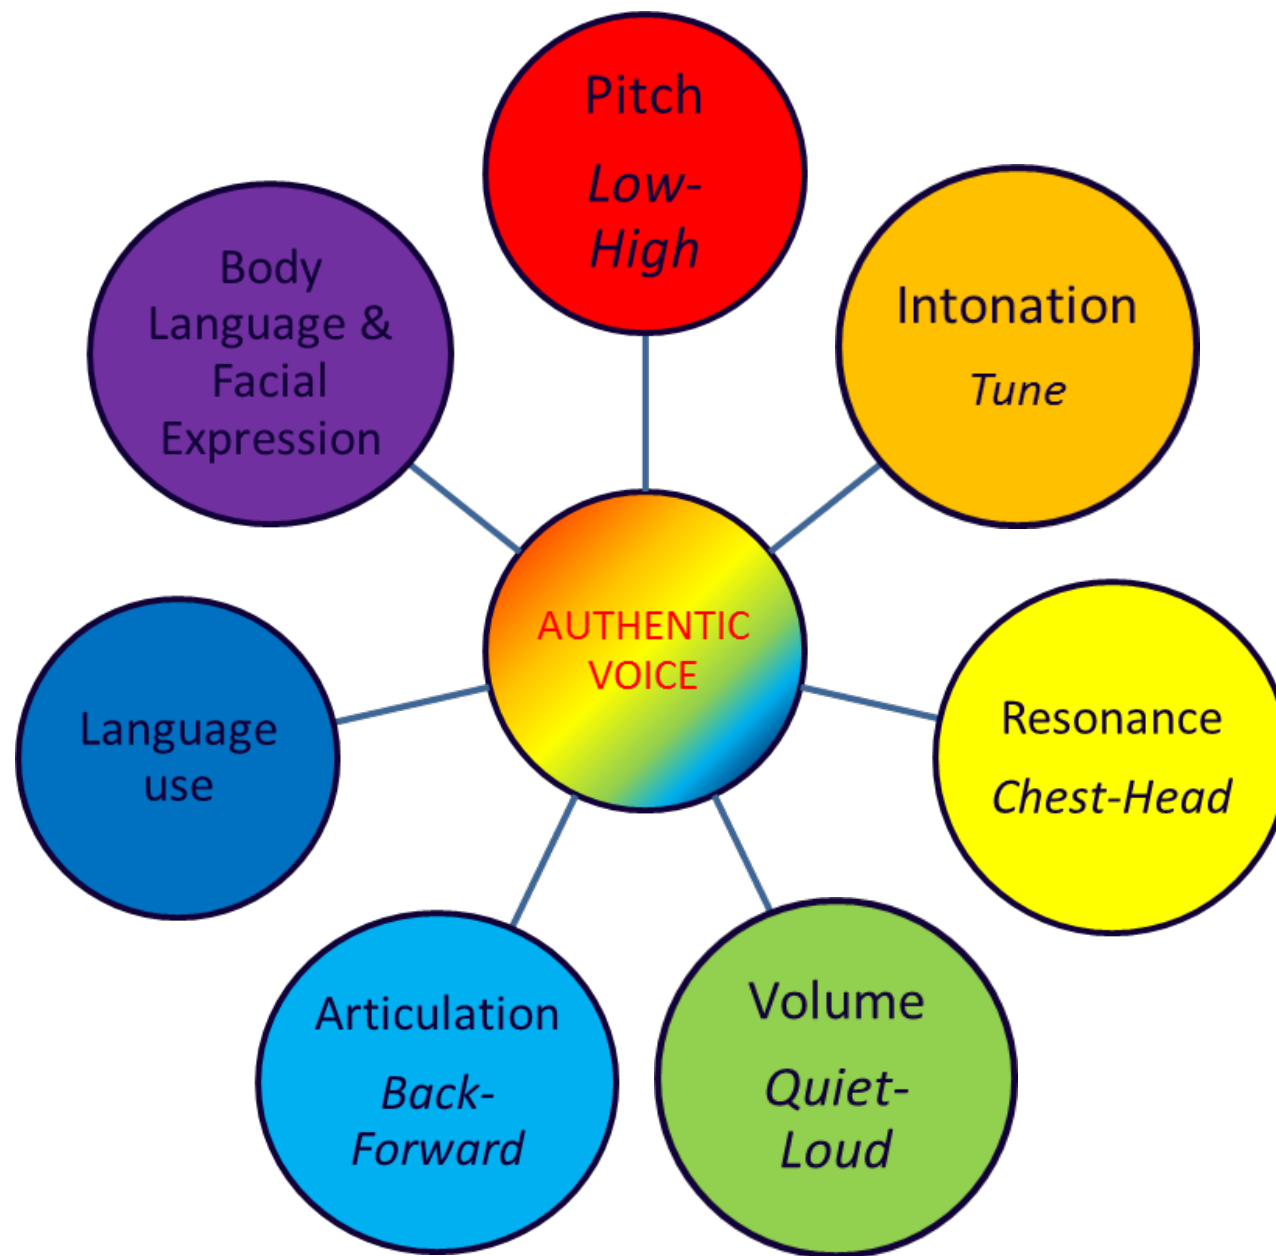 Pitch
Low-
High
Intonation
Tune
Resonance
Chest-Head
Volume
Quiet-
Loud
Articulation
Back-
Forward
Language
use
Body
Language &
Facial
Expression
AUTHENTIC
VOICE